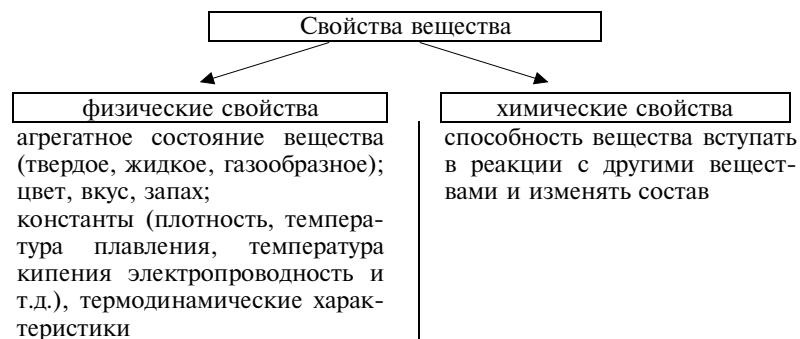 Свойства вещества
физические свойства
агрегатное состояние вещества
(твердое, жидкое, газообразное);
цвет, вкус, запах;
константы (плотность, темпера-
тура плавления, температура
кипения электропроводность и
т.д.), термодинамические харак-
теристики
химические свойства
способность вещества вступать
в реакции с другими вещест-
вами и изменять состав